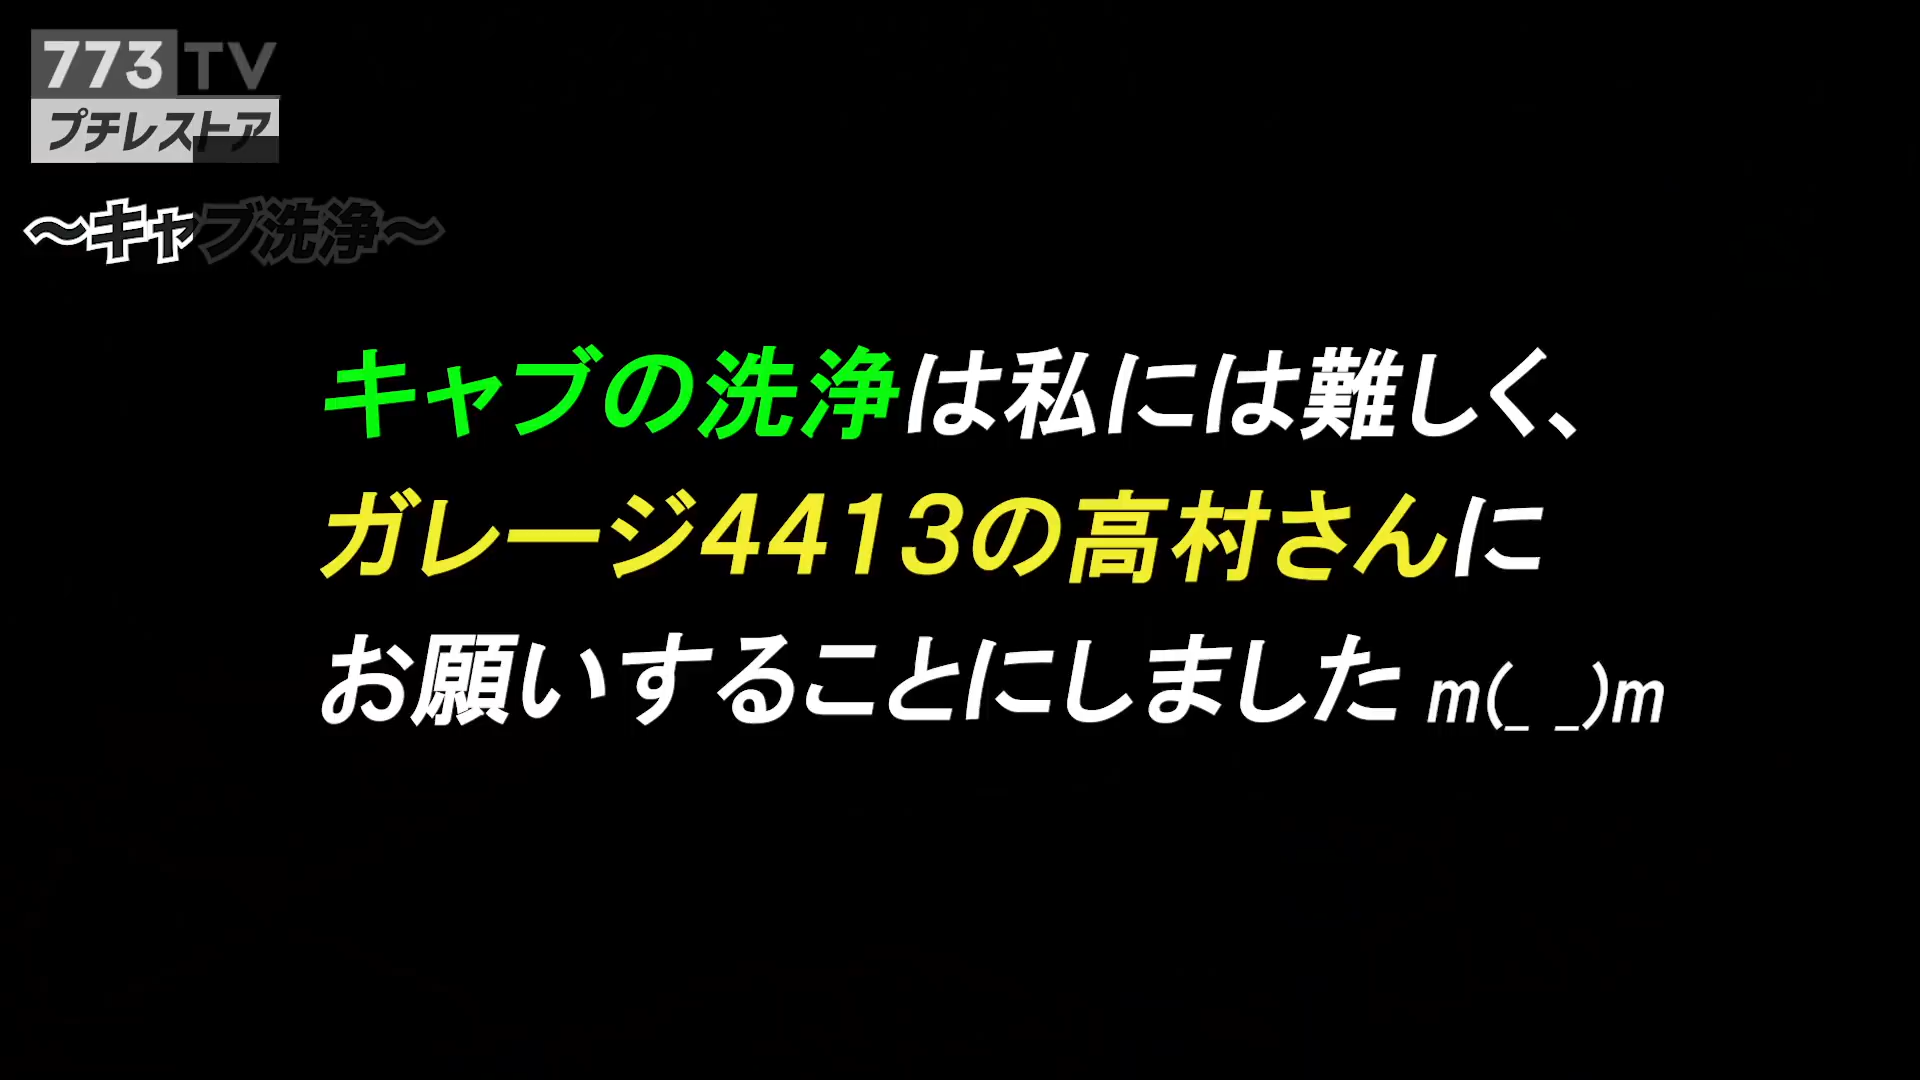 773TV
プチレストア
～キャブ洗浄～
キャブの洗浄は私には難しく、
ガレージ4413の高村さんに
お願いすることにしました m(_ _)m